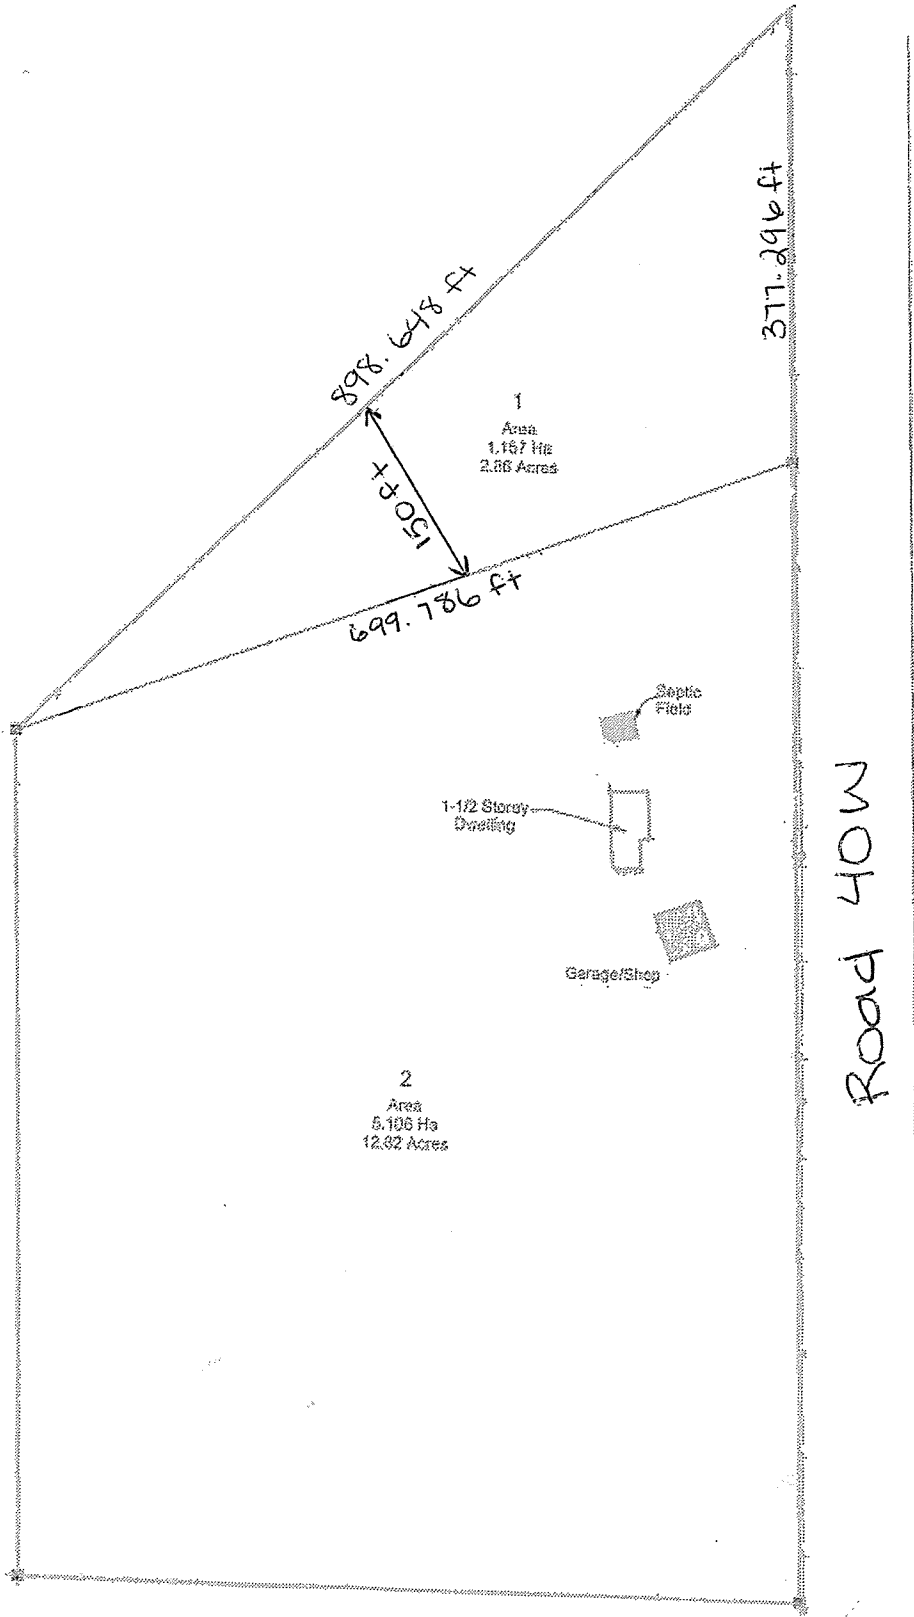 377.296 ft
898.648 ft
1
Area
1.157 Ha
2.86 Acres
150 ft
699.786 ft
Septic
Field
1-1/2 Storey
Dwelling
Road 40W
Garage/Shop
2
Area
5.106 Ha
12.62 Acres